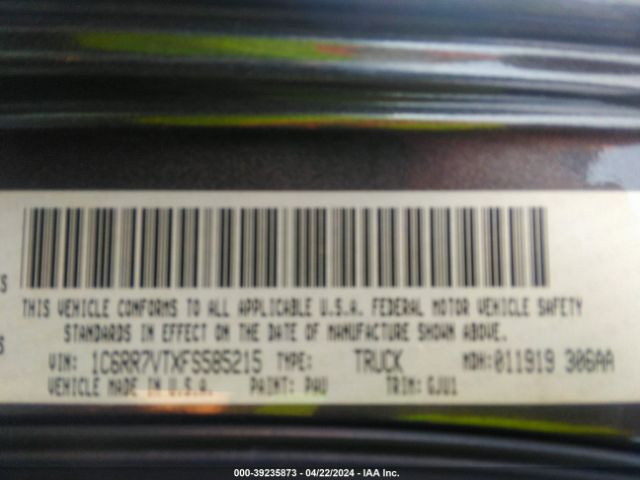 THIS VEHICLE CONFORMS TO ALL APPLICABLE U.S.A. FEDERAL MOTOR VEHICLE SAFETY
STANDARDS IN EFFECT ON THE DATE OF MANUFACTURE SHOWN ABOVE.
VIN: 1C6RR7VTXFS585215 TYPE: TRUCK MDH: 011919 306AA
VEHICLE MADE IN U.S.A. PAINT: PAU TRIM: GJU1
000-39235873 - 04/22/2024 - IAA Inc.